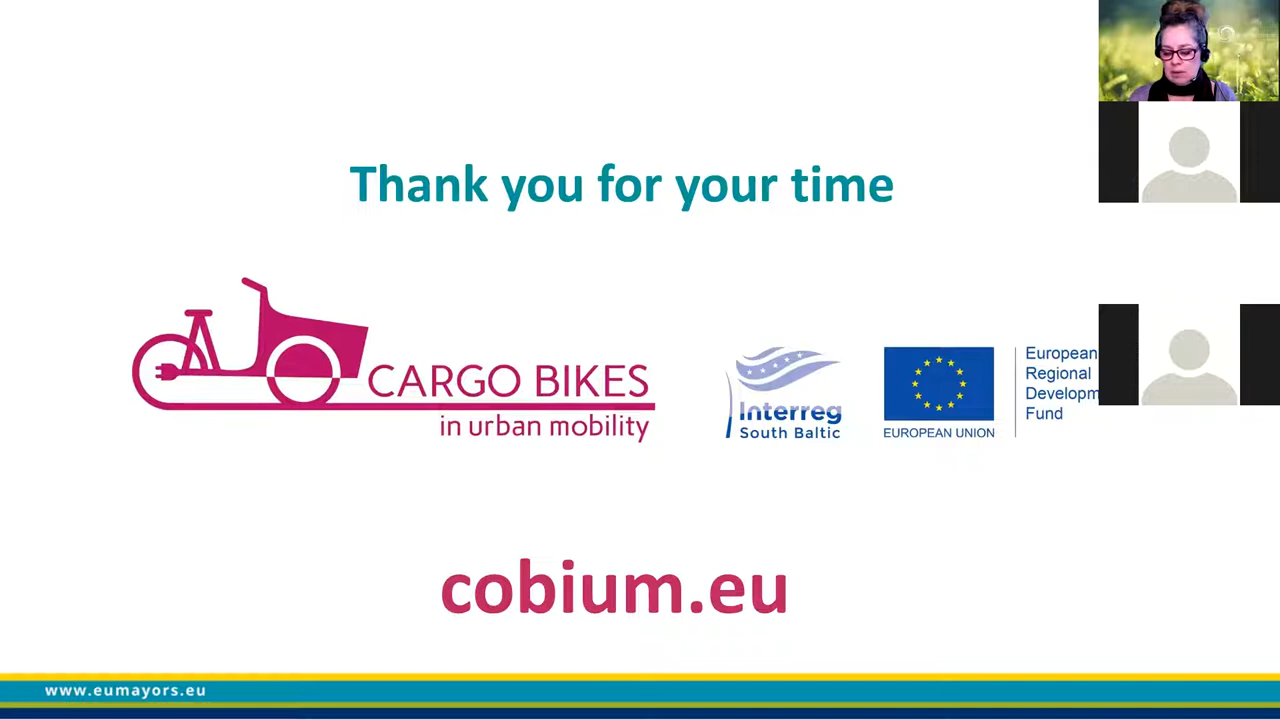 Thank you for your time
CARGO BIKES
in urban mobility
Interreg
South Baltic
EUROPEAN UNION
European
Regional
Developm
Fund
cobium.eu
www.eumayors.eu